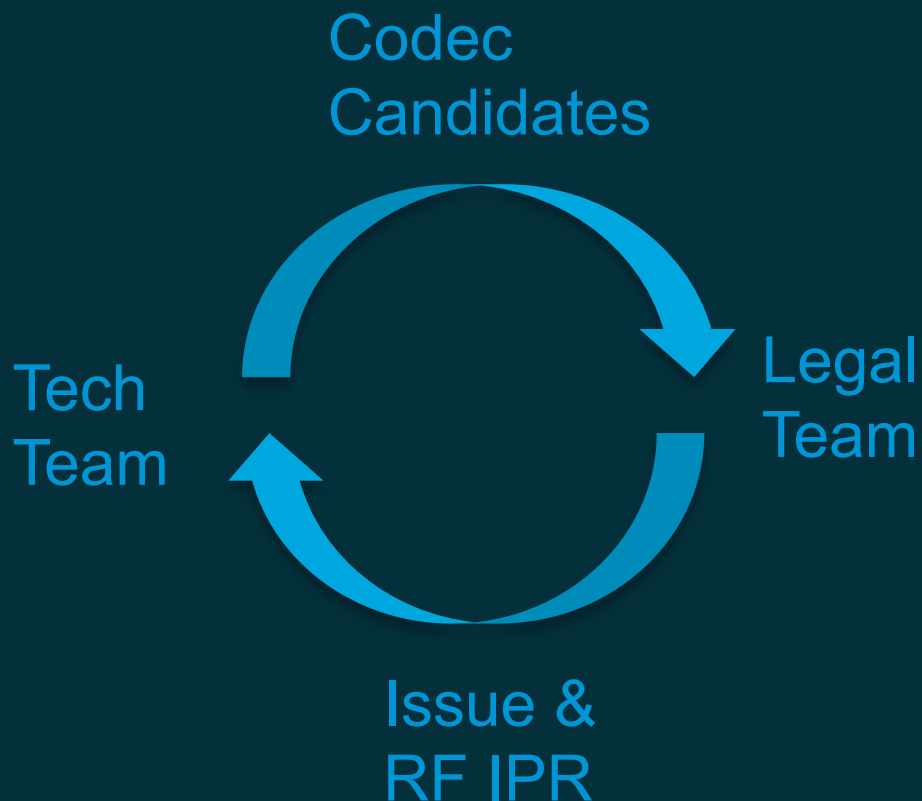 Codec
Candidates
Tech
Team
Legal
Team
Issue &
RF IPR